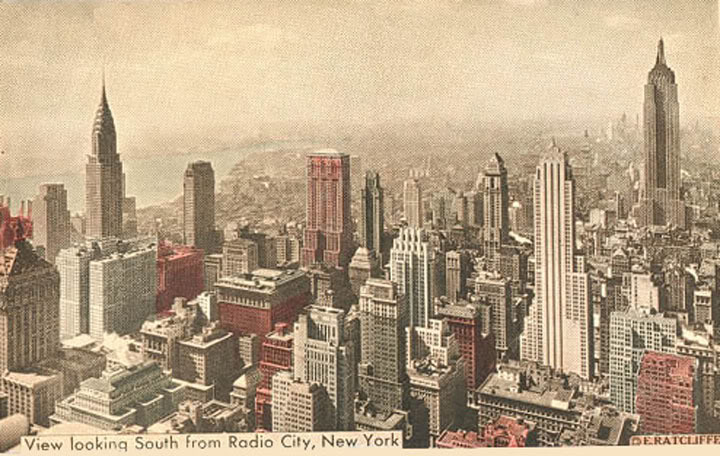 View looking South from Radio City, New York
©E.RATCLIFFE